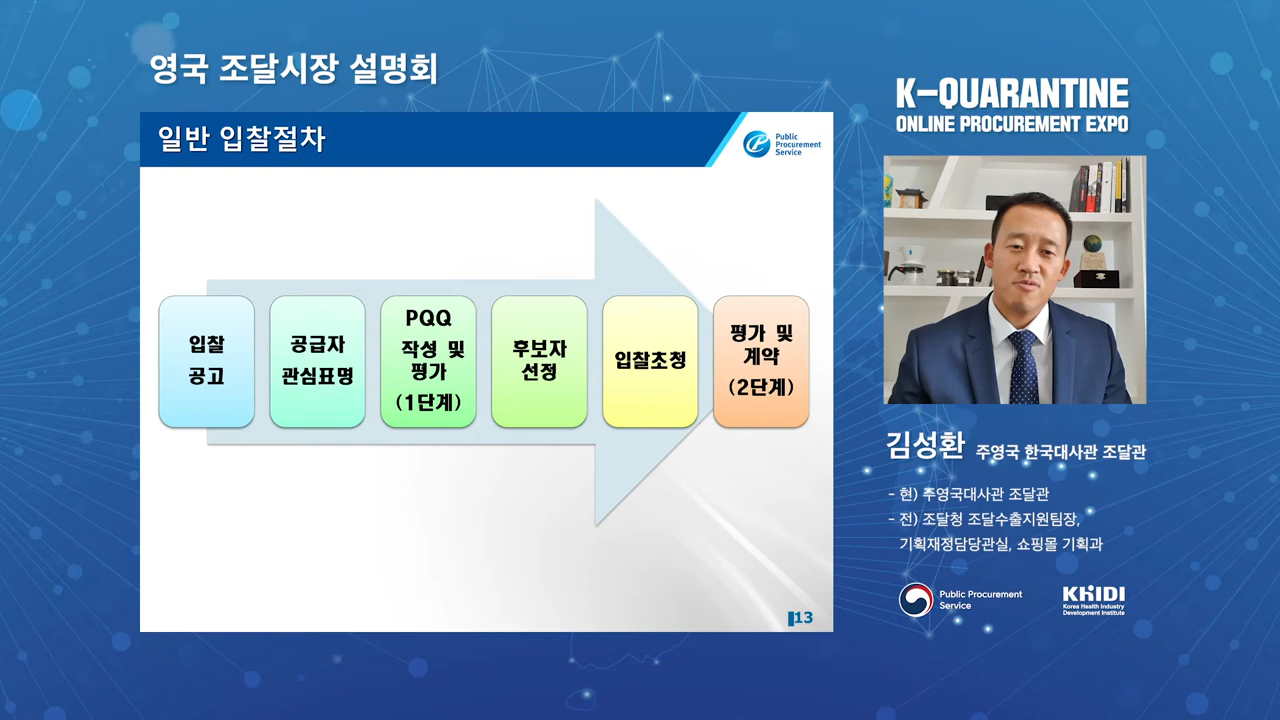 영국 조달시장 설명회
일반 입찰절차
Public
Procurement
Service
입찰
공고
공급자
관심표명
PQQ
작성 및
평가
(1단계)
후보자
선정
입찰초청
평가 및
계약
(2단계)
13
K-QUARANTINE
ONLINE PROCUREMENT EXPO
김성환 주영국 한국대사관 조달관
- 현) 주영국대사관 조달관
- 전) 조달청 조달수출지원팀장,
기획재정담당관실, 쇼핑몰 기획과
Public Procurement
Service
KHIDI
Korea Health Industry
Development Institute